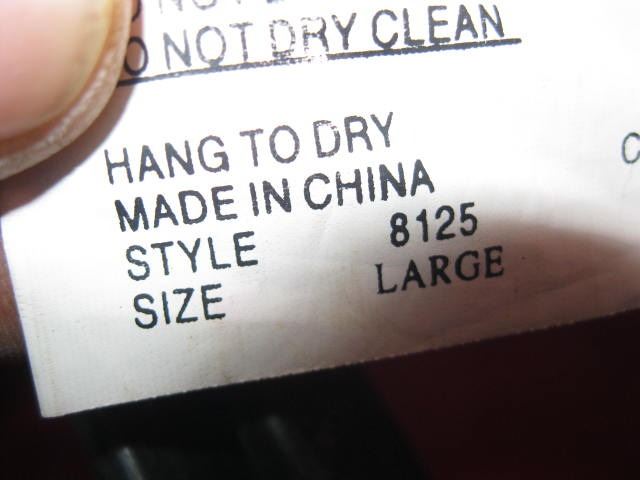 O NOT DRY CLEAN
HANG TO DRY
MADE IN CHINA
STYLE 8125
SIZE LARGE